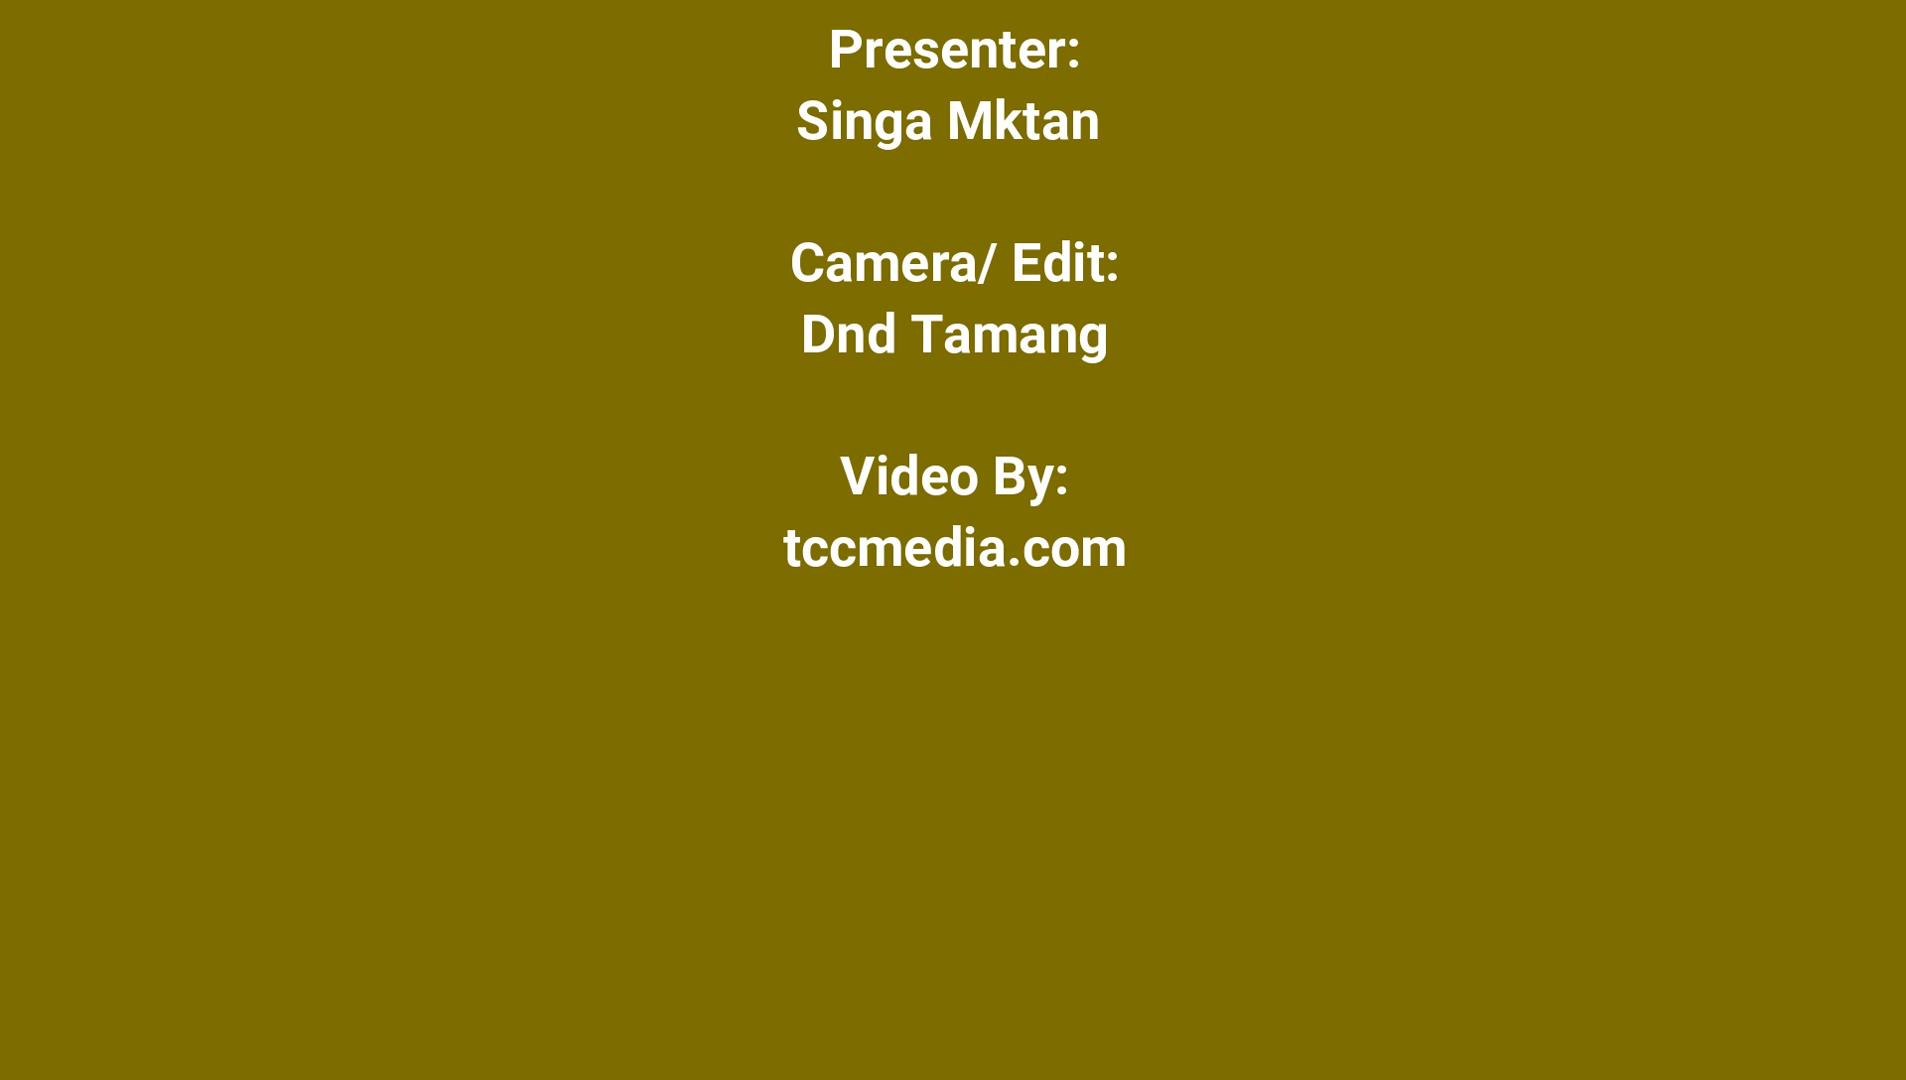 Presenter:
Singa Mktan
Camera/ Edit:
Dnd Tamang
Video By:
tccmedia.com